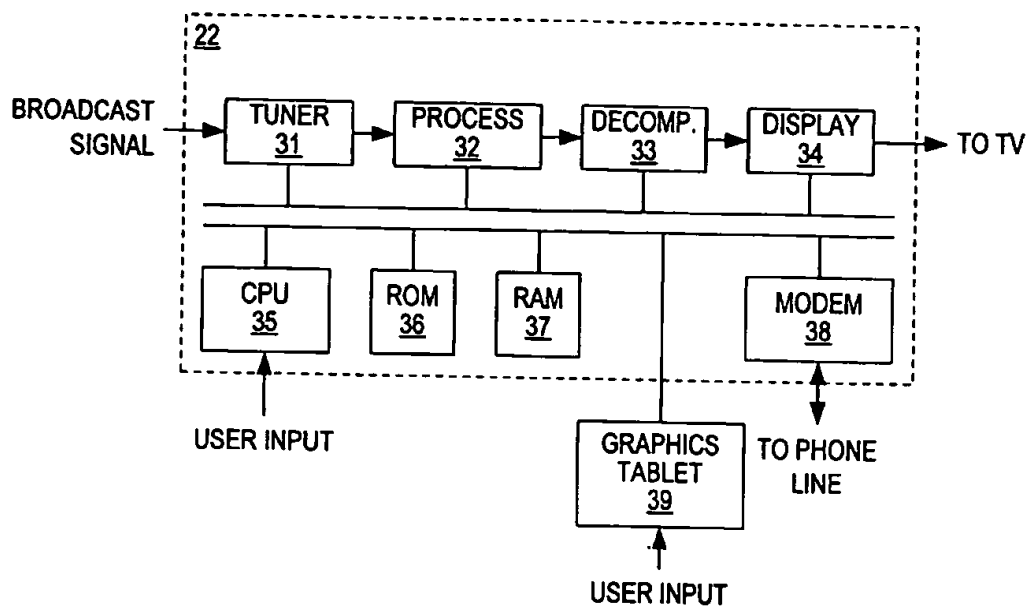 22
BROADCAST
SIGNAL
TUNER
31
PROCESS
32
DECOMP.
33
DISPLAY
34
TO TV
CPU
35
ROM
36
RAM
37
MODEM
38
USER INPUT
GRAPHICS
TABLET
39
TO PHONE
LINE
USER INPUT